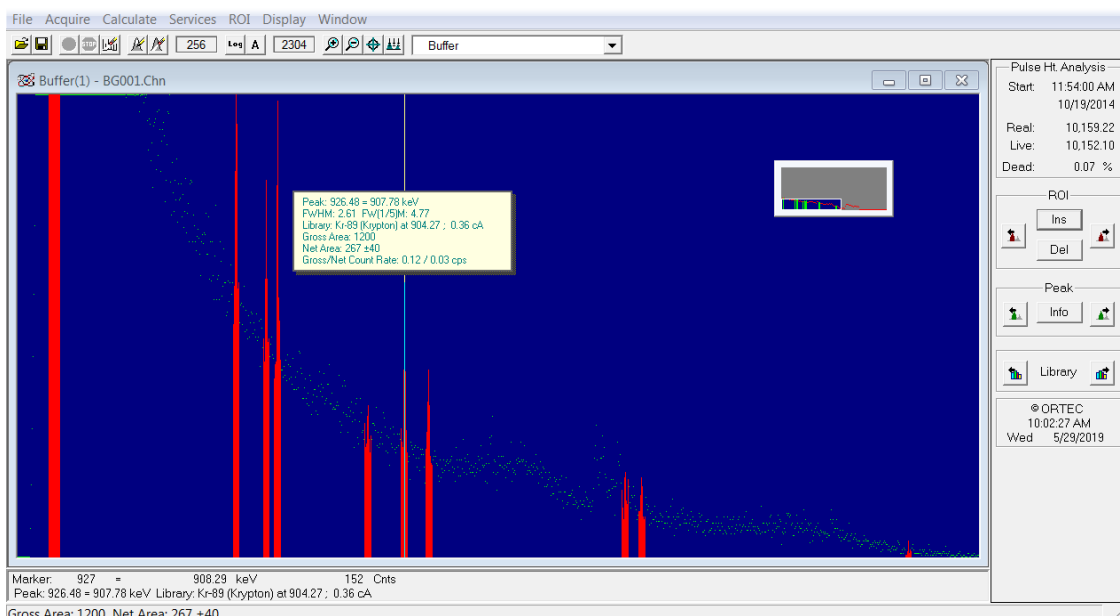 File Acquire Calculate Services ROI Display Window
STOP 256 Log A 2304 Buffer
Buffer(1) - BG001.Chn
Peak: 926.48 = 907.78 keV
FWHM: 2.61 FW(1/5)M: 4.77
Library: Kr-89 (Krypton) at 904.27 ; 0.36 cA
Gross Area: 1200
Net Area: 267 ±40
Gross/Net Count Rate: 0.12 / 0.03 cps
Pulse Ht. Analysis
Start: 11:54:00 AM
10/19/2014
Real: 10,159.22
Live: 10,152.10
Dead: 0.07 %
ROI
Ins
Del
Peak
Info
Library
© ORTEC
10:02:27 AM
Wed 5/29/2019
Marker: 927 = 908.29 keV 152 Cnts
Peak: 926.48 = 907.78 keV Library: Kr-89 (Krypton) at 904.27 ; 0.36 cA
Gross Area: 1200 Net Area: 267 ±40